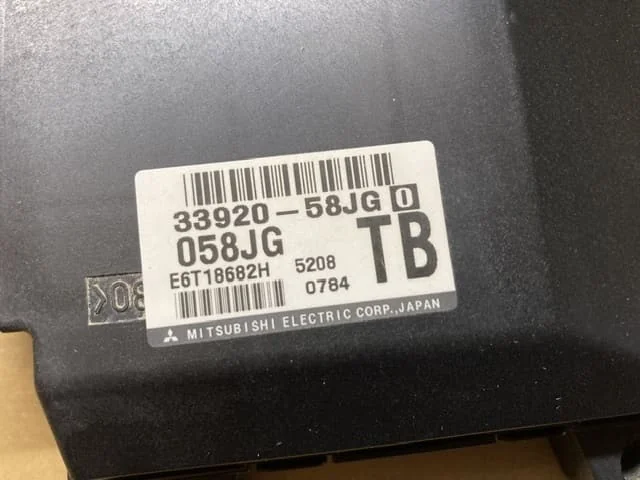 33920-58JG 0
058JG
TB
E6T18682H 5208
0784
MITSUBISHI ELECTRIC CORP., JAPAN